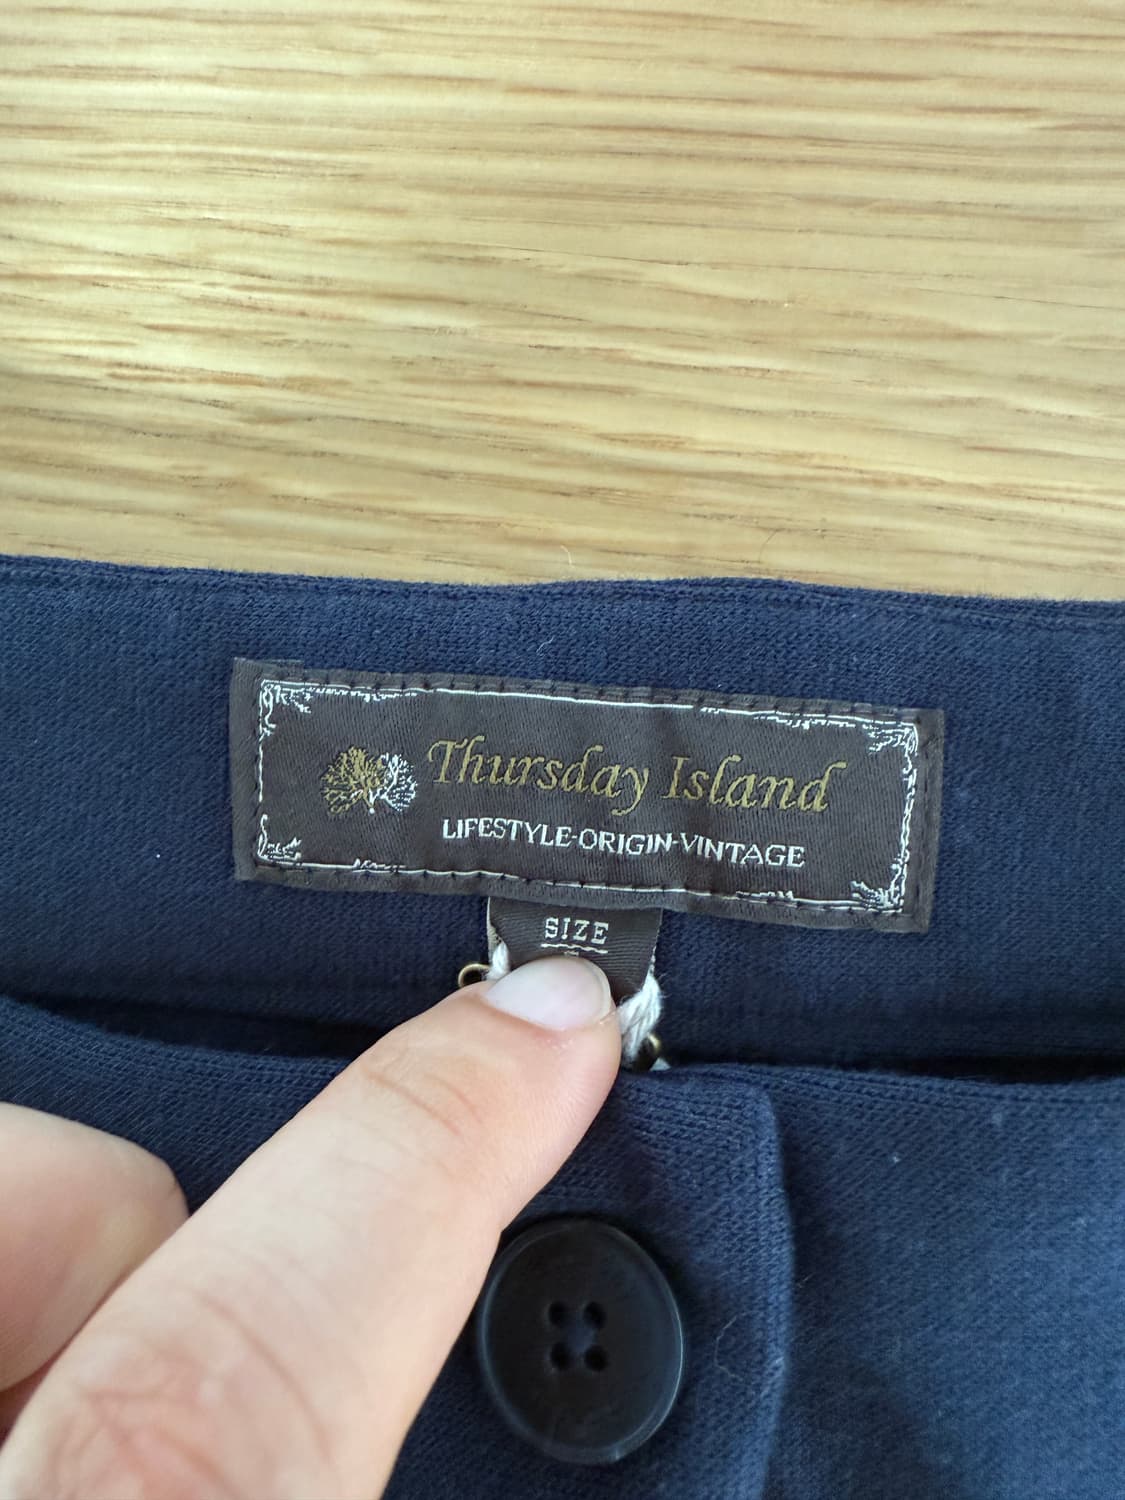 Thursday Island
LIFESTYLE-ORIGIN-VINTAGE
SIZE